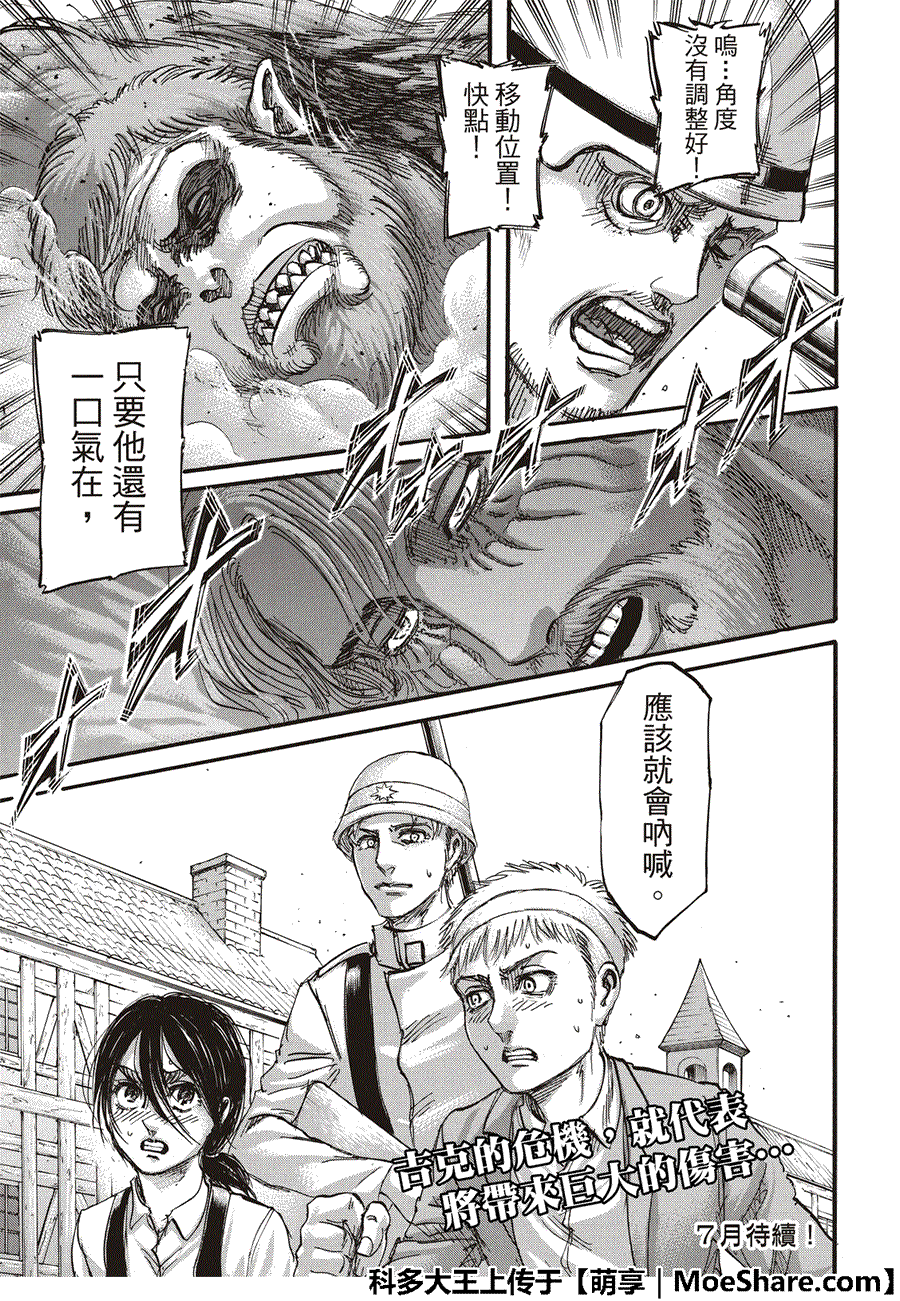 嗚…角度
沒有調整好！
移動位置！
快點！
只要他還有
一口氣在，
應該就會吶喊。
吉克的危機，就代表
將帶來巨大的傷害…
７月待續！
科多大王上传于【萌享｜MoeShare.com】